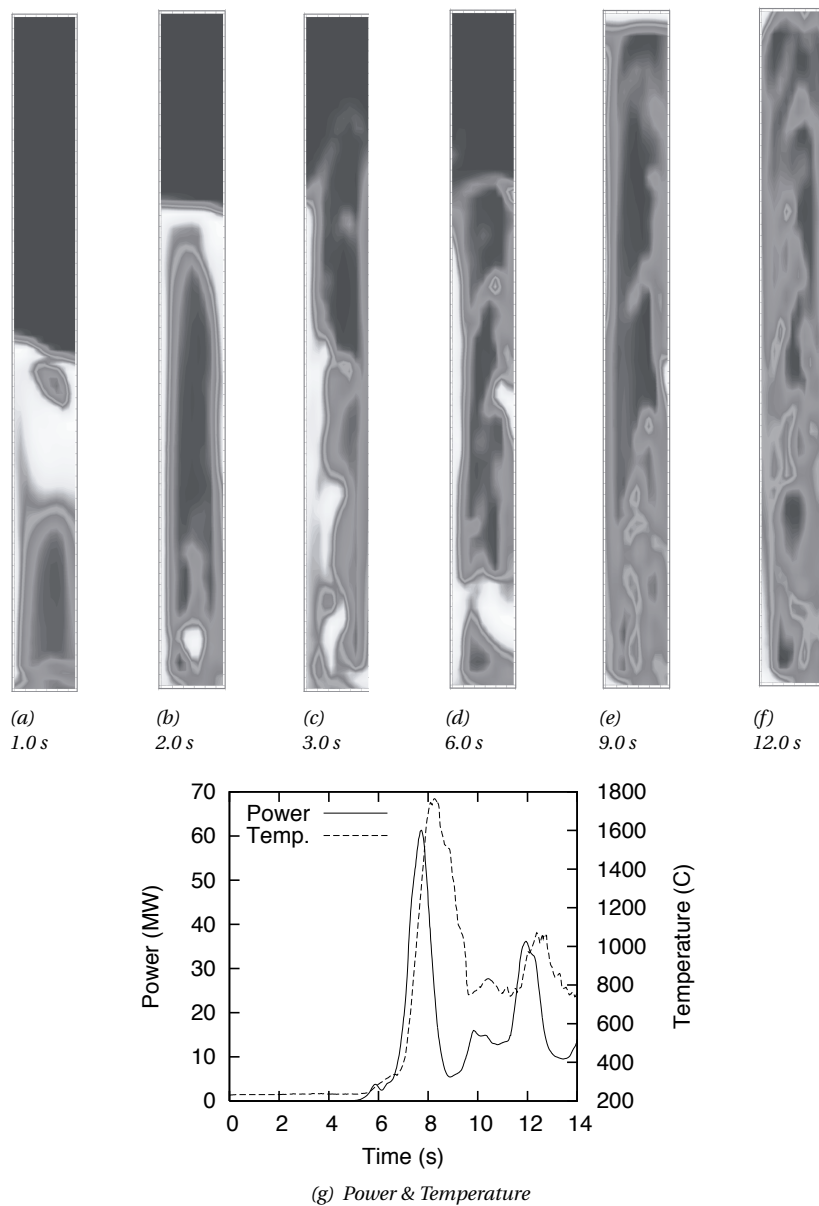 (a)
1.0 s
(b)
2.0 s
(c)
3.0 s
(d)
6.0 s
(e)
9.0 s
(f)
12.0 s
70
60
50
40
30
20
10
0
Power (MW)
Power
Temp.
1800
1600
1400
1200
1000
800
600
400
200
Temperature (C)
0 2 4 6 8 10 12 14
Time (s)
(g) Power & Temperature